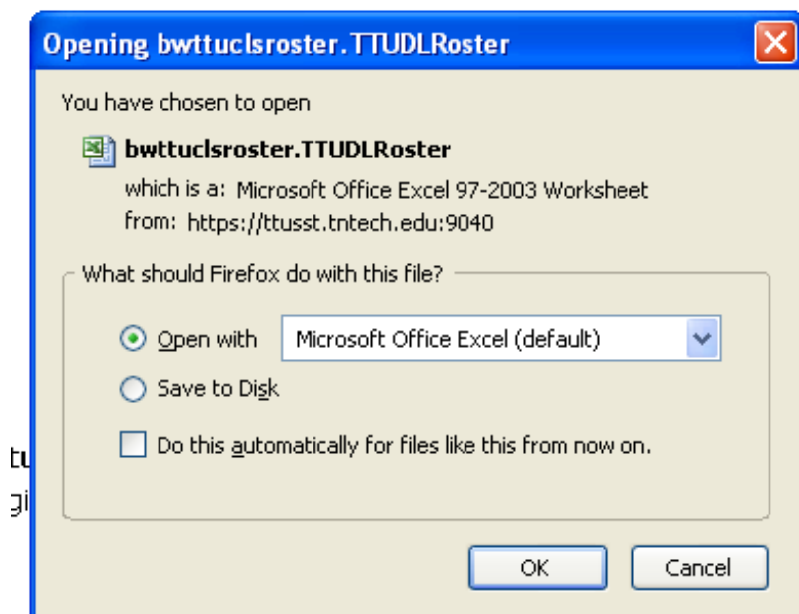 Opening bwttuclsroster.TTUDLRoster
You have chosen to open
bwttuclsroster.TTUDLRoster
which is a: Microsoft Office Excel 97-2003 Worksheet
from: https://ttusst.tntech.edu:9040
What should Firefox do with this file?
Open with Microsoft Office Excel (default)
Save to Disk
Do this automatically for files like this from now on.
tu
gi
OK Cancel